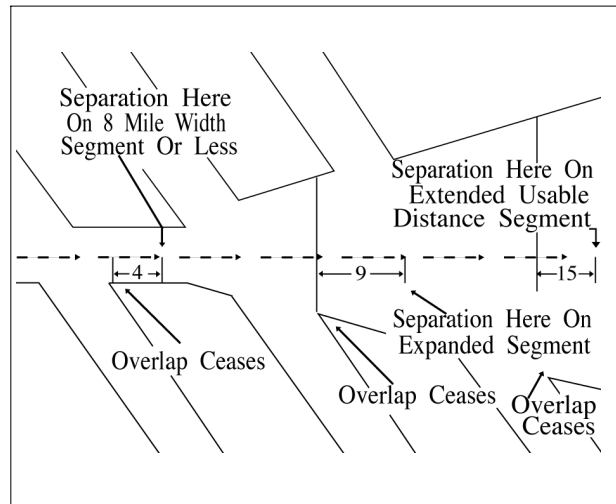 Separation Here
On 8 Mile Width
Segment Or Less
Separation Here On
Extended Usable
Distance Segment
4
9
15
Overlap Ceases
Separation Here On
Expanded Segment
Overlap Ceases
Overlap
Ceases